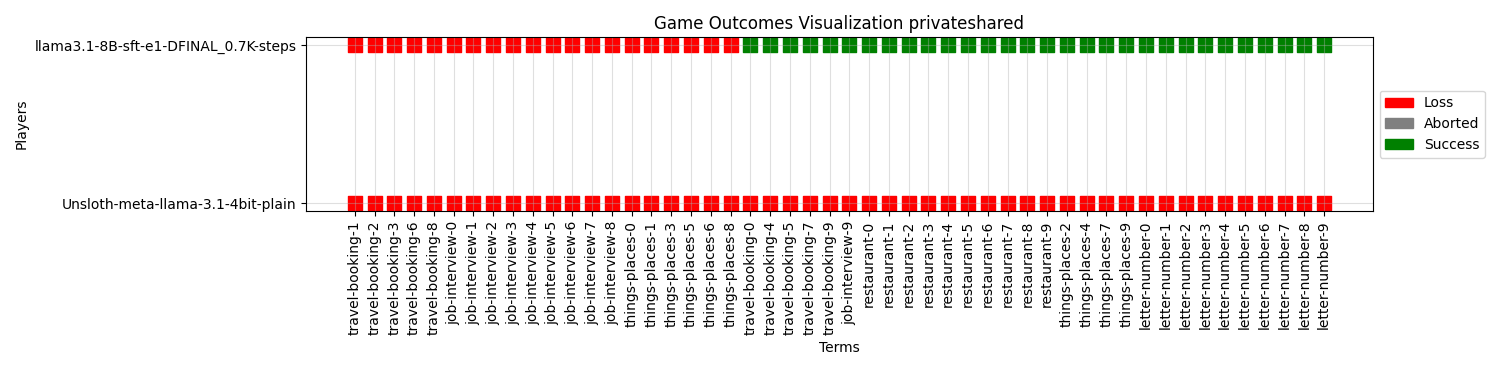 Game Outcomes Visualization privateshared
Players
llama3.1-8B-sft-e1-DFINAL_0.7K-steps
Unsloth-meta-llama-3.1-4bit-plain
Loss
Aborted
Success
travel-booking-1
travel-booking-2
travel-booking-3
travel-booking-6
travel-booking-8
job-interview-0
job-interview-1
job-interview-2
job-interview-3
job-interview-4
job-interview-5
job-interview-6
job-interview-7
job-interview-8
things-places-0
things-places-1
things-places-3
things-places-5
things-places-6
things-places-8
travel-booking-0
travel-booking-4
travel-booking-5
travel-booking-7
travel-booking-9
job-interview-9
restaurant-0
restaurant-1
restaurant-2
restaurant-3
restaurant-4
restaurant-5
restaurant-6
restaurant-7
restaurant-8
restaurant-9
things-places-2
things-places-4
things-places-7
things-places-9
letter-number-0
letter-number-1
letter-number-2
letter-number-3
letter-number-4
letter-number-5
letter-number-6
letter-number-7
letter-number-8
letter-number-9
Terms